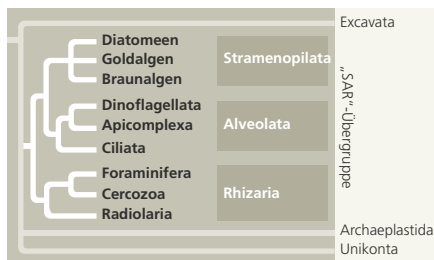 Excavata
Diatomeen
Goldalgen
Braunalgen
Stramenopilata
Dinoflagellata
Apicomplexa
Ciliata
Alveolata
Foraminifera
Cercozoa
Radiolaria
Rhizaria
„SAR“-Übergruppe
Archaeplastida
Unikonta